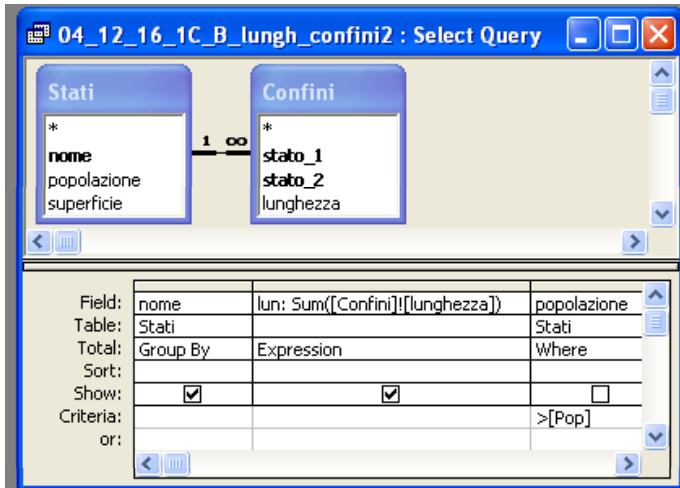 04_12_16_1C_B_lungh_confini2 : Select Query
Stati
*
nome
popolazione
superficie
1 ∞
Confini
*
stato_1
stato_2
lunghezza
Field: nome lun: Sum([Confini]![lunghezza]) popolazione
Table: Stati Stati
Total: Group By Expression Where
Sort:
Show:
Criteria: >[Pop]
or: